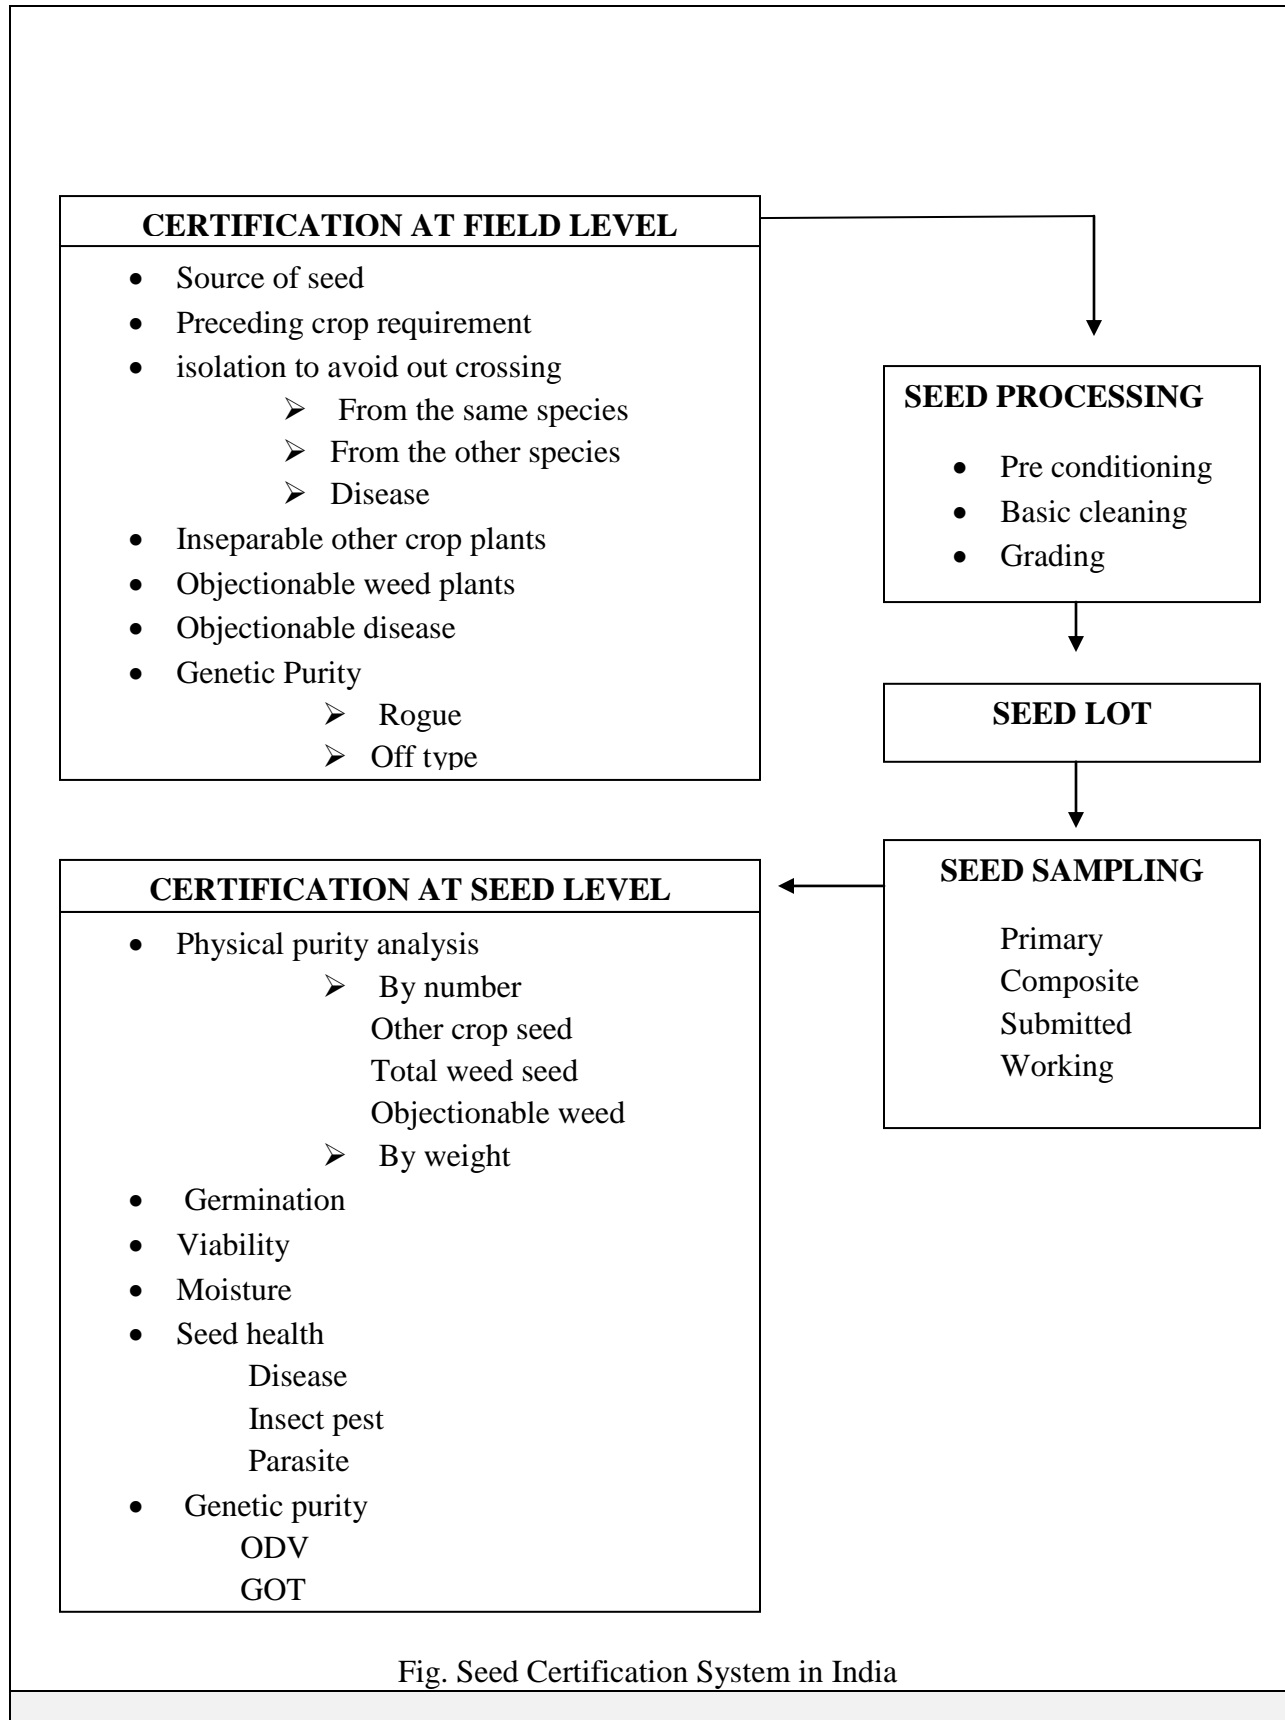 CERTIFICATION AT FIELD LEVEL
• Source of seed
• Preceding crop requirement
• isolation to avoid out crossing
➢ From the same species
➢ From the other species
➢ Disease
• Inseparable other crop plants
• Objectionable weed plants
• Objectionable disease
• Genetic Purity
➢ Rogue
➢ Off type
SEED PROCESSING
• Pre conditioning
• Basic cleaning
• Grading
SEED LOT
SEED SAMPLING
Primary
Composite
Submitted
Working
CERTIFICATION AT SEED LEVEL
• Physical purity analysis
➢ By number
Other crop seed
Total weed seed
Objectionable weed
➢ By weight
• Germination
• Viability
• Moisture
• Seed health
Disease
Insect pest
Parasite
• Genetic purity
ODV
GOT
Fig. Seed Certification System in India